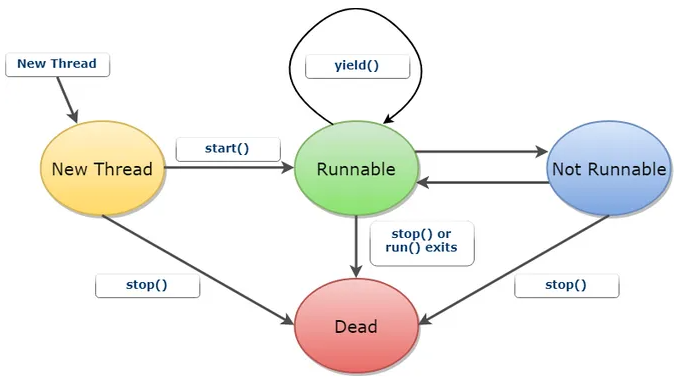 New Thread
yield()
New Thread
start()
Runnable
Not Runnable
stop() or
run() exits
stop()
stop()
Dead